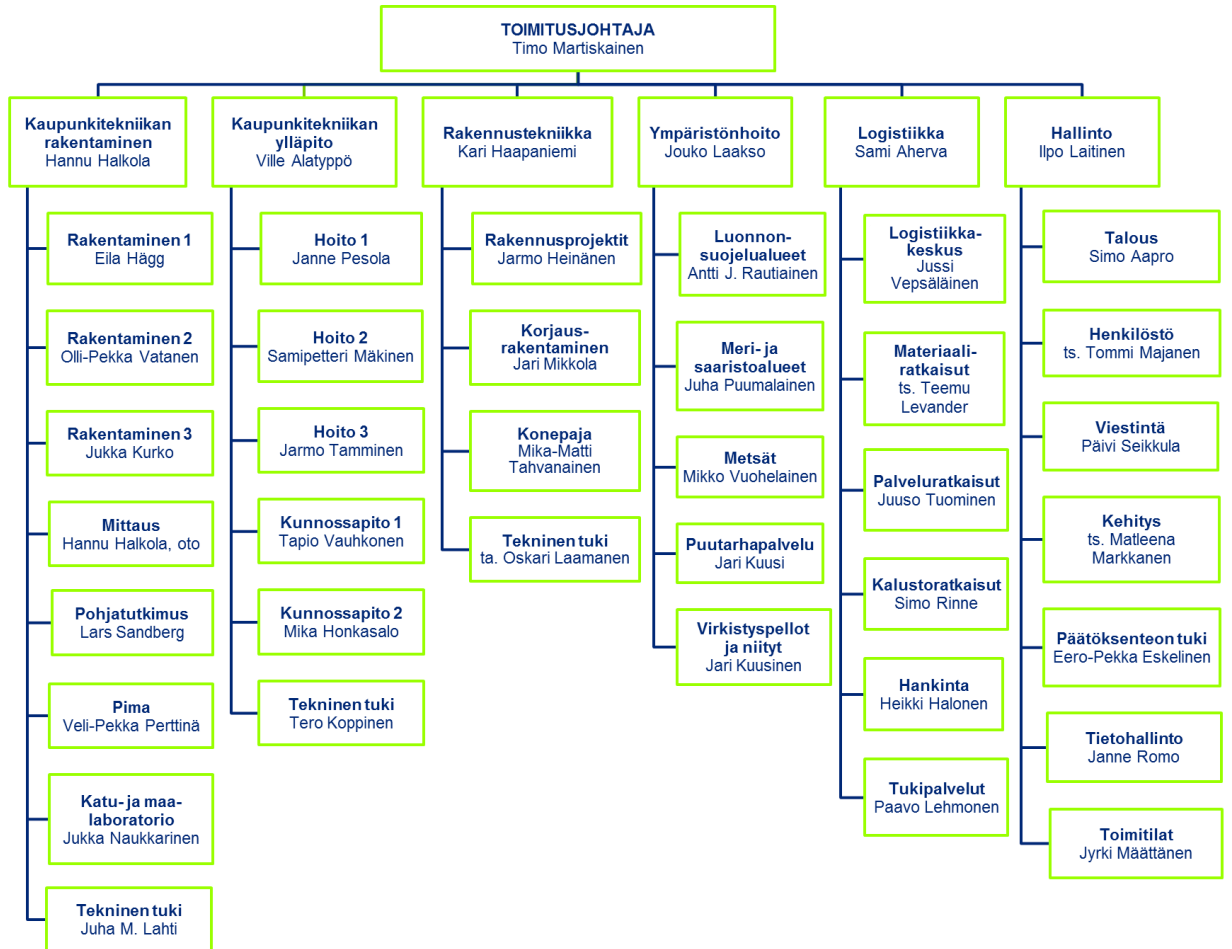 TOIMITUSJOHTAJA
Timo Martiskainen
Kaupunkitekniikan
rakentaminen
Hannu Halkola
Rakentaminen 1
Eila Hägg
Rakentaminen 2
Olli-Pekka Vatanen
Rakentaminen 3
Jukka Kurko
Mittaus
Hannu Halkola, oto
Pohjatutkimus
Lars Sandberg
Pima
Veli-Pekka Perttinä
Katu- ja maa-
laboratorio
Jukka Naukkarinen
Tekninen tuki
Juha M. Lahti
Kaupunkitekniikan
ylläpito
Ville Alatyppö
Hoito 1
Janne Pesola
Hoito 2
Samipetteri Mäkinen
Hoito 3
Jarmo Tamminen
Kunnossapito 1
Tapio Vauhkonen
Kunnossapito 2
Mika Honkasalo
Tekninen tuki
Tero Koppinen
Rakennustekniikka
Kari Haapaniemi
Rakennusprojektit
Jarmo Heinänen
Korjaus-
rakentaminen
Jari Mikkola
Konepaja
Mika-Matti
Tahvanainen
Tekninen tuki
ta. Oskari Laamanen
Ympäristönhoito
Jouko Laakso
Luonnon-
suojelualueet
Antti J. Rautiainen
Meri- ja
saaristoalueet
Juha Puumalainen
Metsät
Mikko Vuohelainen
Puutarhapalvelu
Jari Kuusi
Virkistyspellot
ja niityt
Jari Kuusinen
Logistiikka
Sami Aherva
Logistiikka-
keskus
Jussi
Vepsäläinen
Materiaali-
ratkaisut
ts. Teemu
Levander
Palveluratkaisut
Juuso Tuominen
Kalustoratkaisut
Simo Rinne
Hankinta
Heikki Halonen
Tukipalvelut
Paavo Lehmonen
Hallinto
Ilpo Laitinen
Talous
Simo Aapro
Henkilöstö
ts. Tommi Majanen
Viestintä
Päivi Seikkula
Kehitys
ts. Matleena
Markkanen
Päätöksenteon tuki
Eero-Pekka Eskelinen
Tietohallinto
Janne Romo
Toimitilat
Jyrki Määttänen